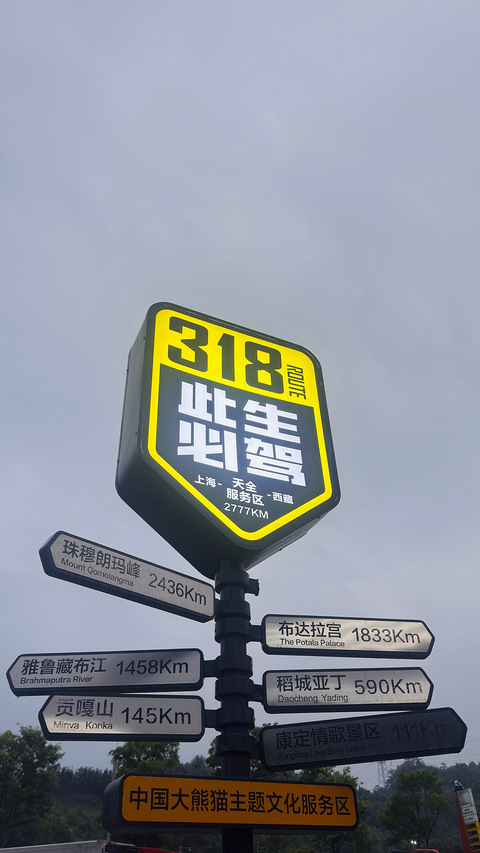 318
ROUTE
此生
必驾
上海- 天全服务区 -西藏
2777KM
珠穆朗玛峰 2436Km
Mount Qomolangma
布达拉宫 1833Km
The Potala Palace
雅鲁藏布江 1458Km
Brahmaputra River
稻城亚丁 590Km
Daocheng Yading
贡嘎山 145Km
Minya Konka
康定情歌景区 111Km
中国大熊猫主题文化服务区